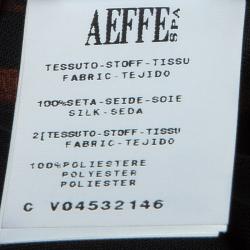 AEFFE SPA
TESSUTO-STOFF-TISSU
FABRIC-TEJIDO
100%SETA-SEIDE-SOIE
SILK-SEDA
2[TESSUTO-STOFF-TISSU
FABRIC-TEJIDO
100%POLIESTERE
POLYESTER
POLIESTER
C V04532146